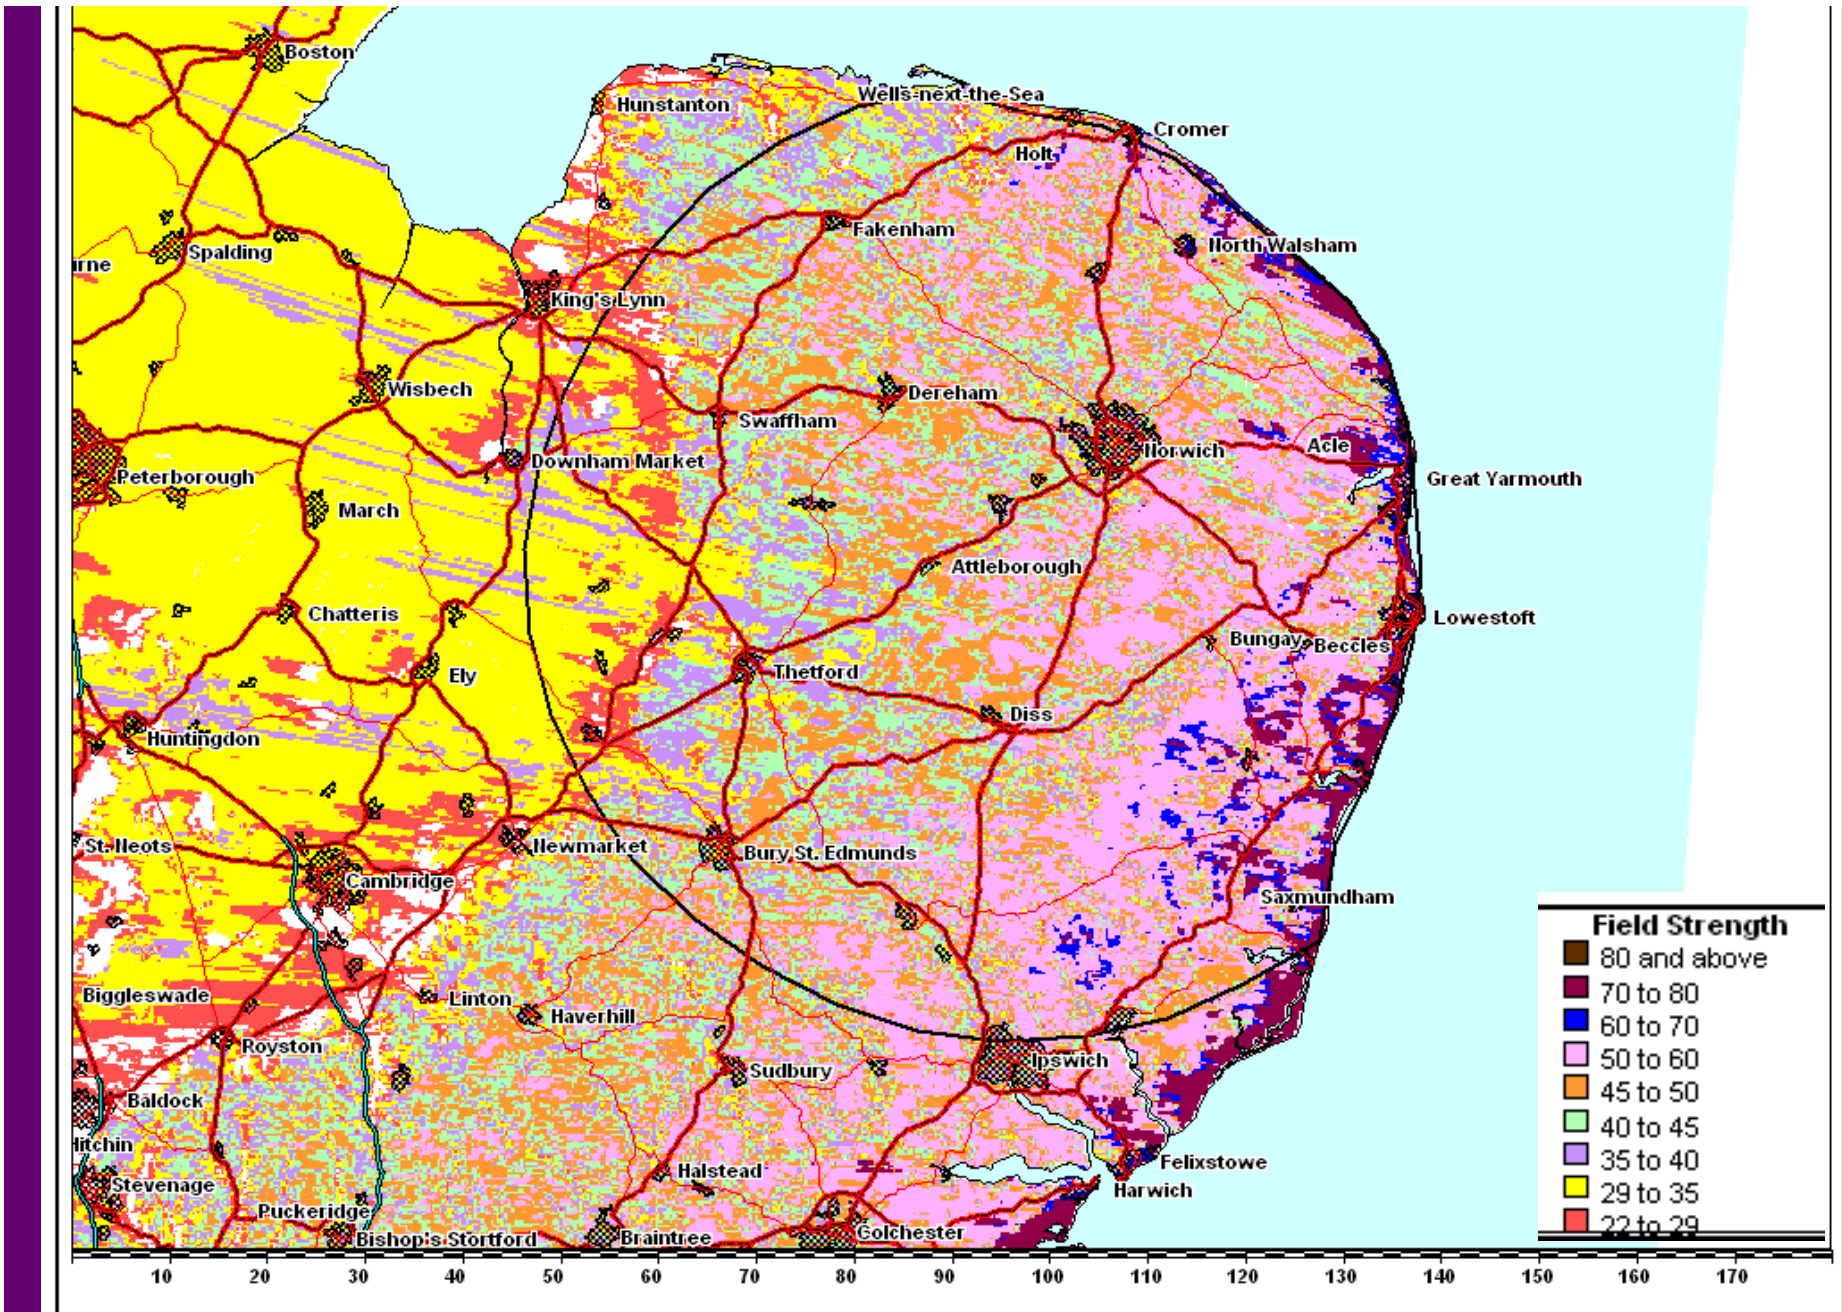 Boston
Hunstanton
Wells-next-the-Sea
Cromer
Holt
Fakenham
North Walsham
Spalding
irne
King's Lynn
Wisbech
Dereham
Swaffham
Norwich
Acle
Downham Market
Peterborough
Great Yarmouth
March
Attleborough
Chatteris
Lowestoft
Bungay
Beccles
Ely
Thetford
Diss
Huntingdon
St. Neots
Newmarket
Bury St. Edmunds
Cambridge
Saxmundham
Biggleswade
Linton
Haverhill
Royston
Ipswich
Sudbury
Baldock
Hitchin
Halstead
Felixstowe
Stevenage
Harwich
Puckeridge
Bishop's Stortford
Braintree
Colchester
Field Strength
80 and above
70 to 80
60 to 70
50 to 60
45 to 50
40 to 45
35 to 40
29 to 35
22 to 29
10 20 30 40 50 60 70 80 90 100 110 120 130 140 150 160 170